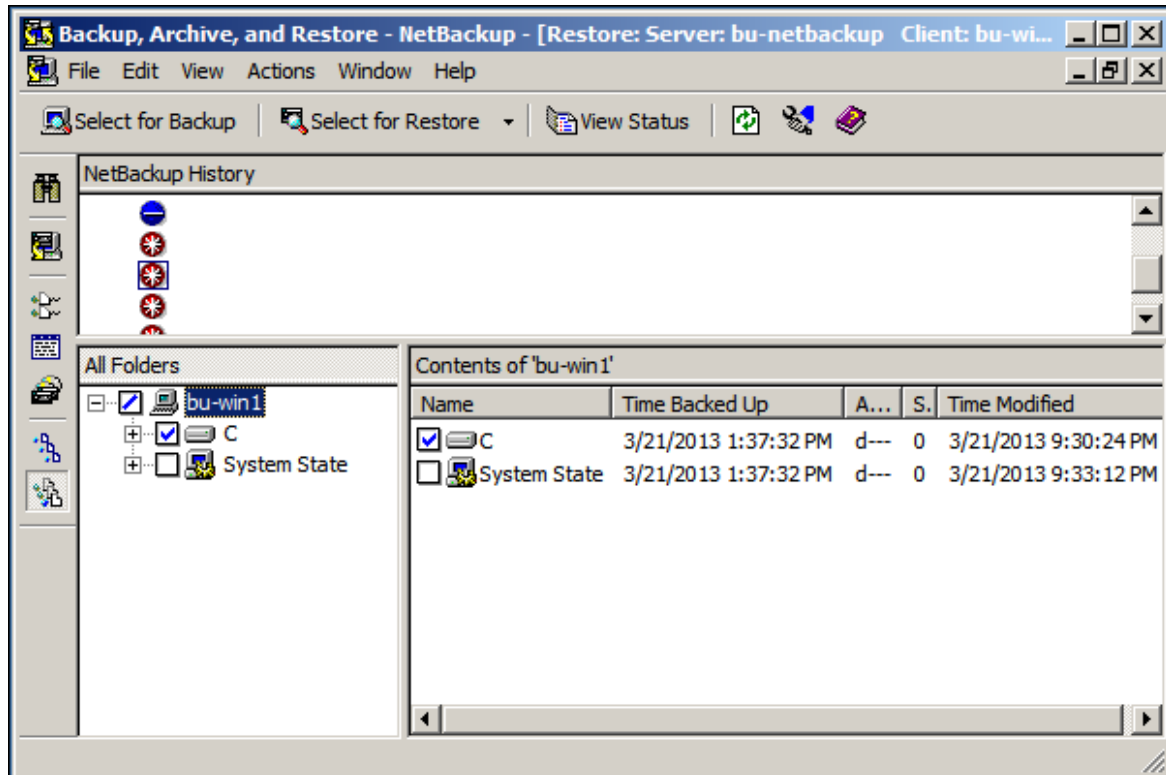 Backup, Archive, and Restore - NetBackup - [Restore: Server: bu-netbackup Client: bu-wi...
File Edit View Actions Window Help
Select for Backup Select for Restore View Status
NetBackup History
All Folders
Contents of 'bu-win1'
bu-win1
C
System State
Name Time Backed Up A... S. Time Modified
C 3/21/2013 1:37:32 PM d--- 0 3/21/2013 9:30:24 PM
System State 3/21/2013 1:37:32 PM d--- 0 3/21/2013 9:33:12 PM